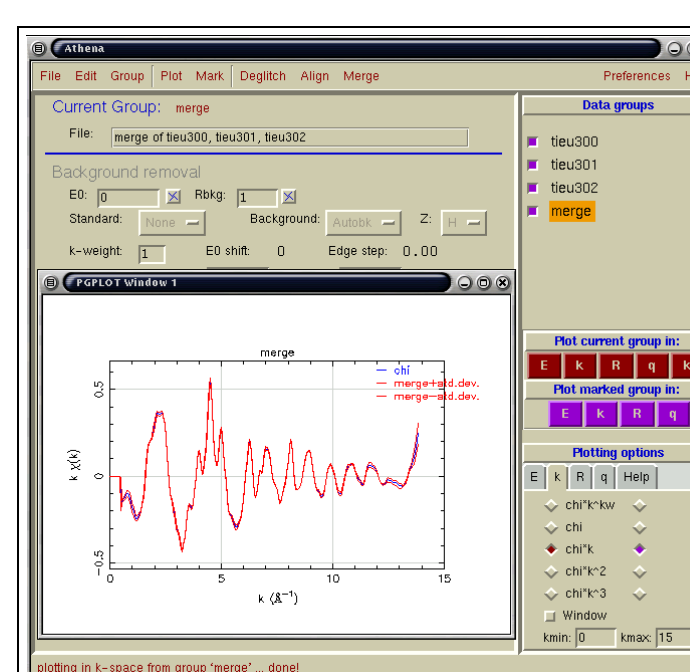 Athena
File Edit Group Plot Mark Deglitch Align Merge Preferences
Current Group: merge
File: merge of tieu300, tieu301, tieu302
Background removal
E0: 0 Rbkg: 1
Standard: None Background: Autobk Z: H
k-weight: 1 E0 shift: 0 Edge step: 0.00
Data groups
tieu300
tieu301
tieu302
merge
PGPLOT Window 1
merge
chi
merge+std.dev.
merge-std.dev.
k χ(k)
0.5
0
-0.5
0 5 10 15
k (Å⁻¹)
Plot current group in:
E k R q k
Plot marked group in:
E k R q
Plotting options
E k R q Help
chi*k^kw
chi
chi*k
chi*k^2
chi*k^3
Window
kmin: 0 kmax: 15
plotting in k-space from group 'merge' ... done!